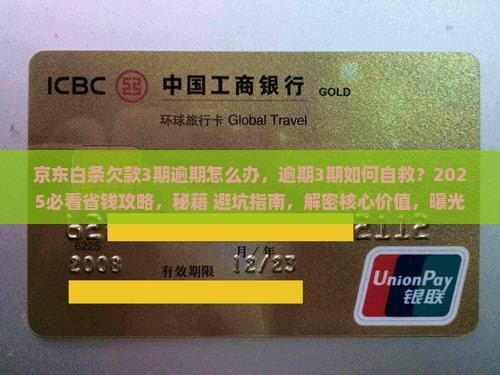 ICBC 中国工商银行 GOLD
环球旅行卡 Global Travel
京东白条欠款3期逾期怎么办，逾期3期如何自救？202
5必看省钱攻略，秘籍 避坑指南，解密核心价值，曝光
62 2112
6225
月／年
2008 有效期限 12/23
UnionPay
银联